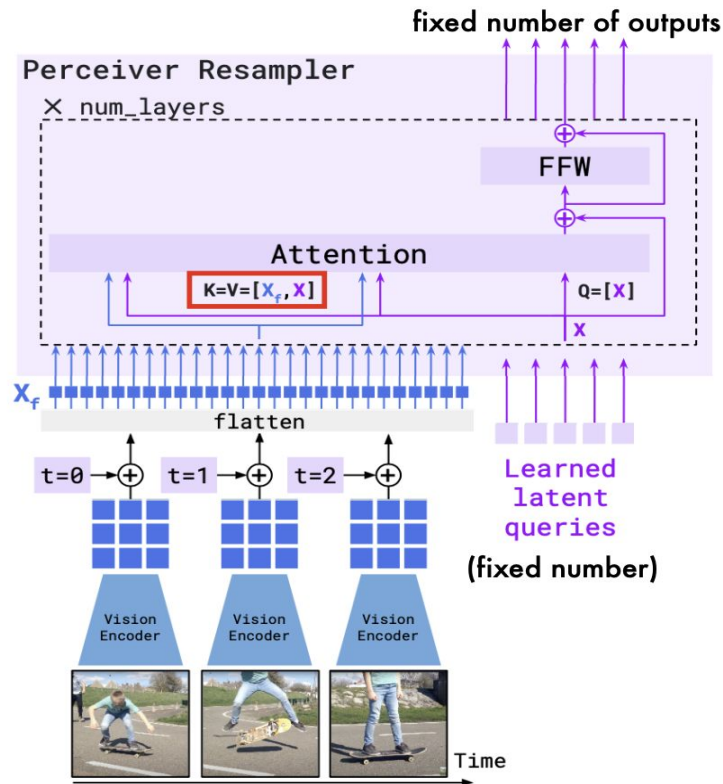 fixed number of outputs
Perceiver Resampler
× num_layers
+
FFW
+
Attention
K=V=[Xf,X]
Q=[X]
X
Xf
flatten
t=0 + t=1 + t=2 +
Learned
latent
queries
(fixed number)
Vision Encoder
Vision Encoder
Vision Encoder
Time